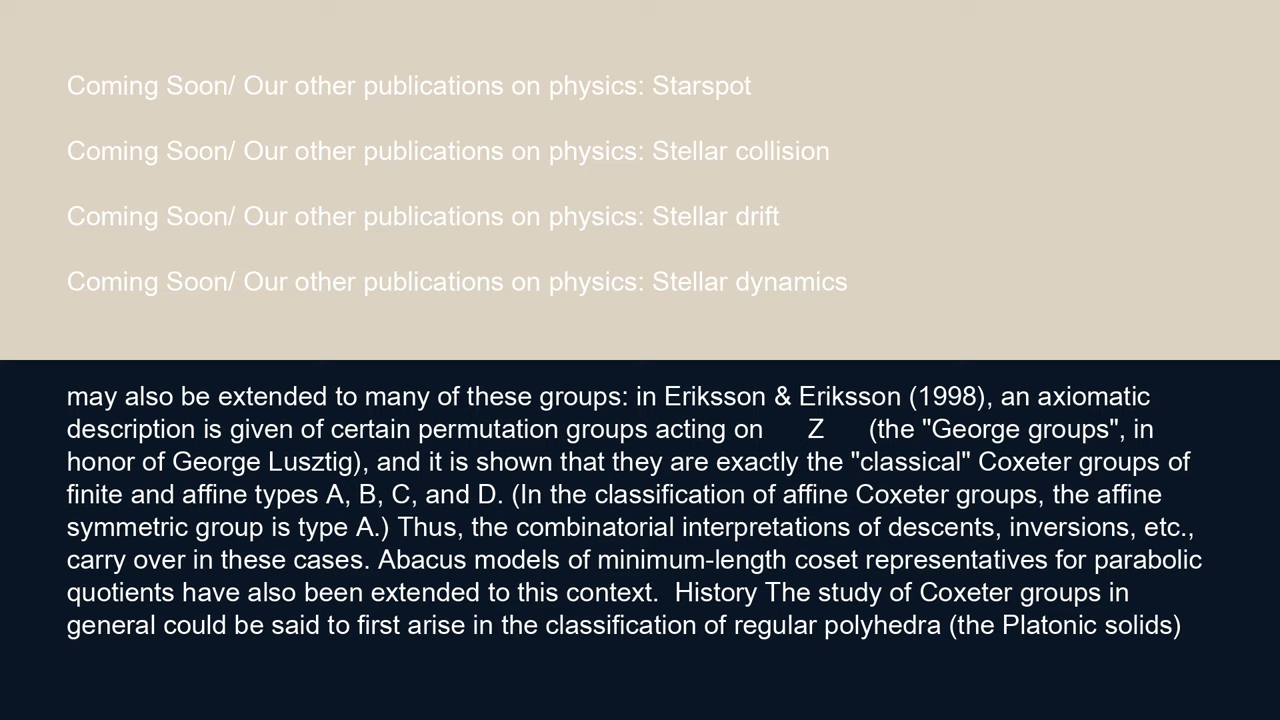 Coming Soon/ Our other publications on physics: Starspot
Coming Soon/ Our other publications on physics: Stellar collision
Coming Soon/ Our other publications on physics: Stellar drift
Coming Soon/ Our other publications on physics: Stellar dynamics
may also be extended to many of these groups: in Eriksson & Eriksson (1998), an axiomatic
description is given of certain permutation groups acting on Z (the "George groups", in
honor of George Lusztig), and it is shown that they are exactly the "classical" Coxeter groups of
finite and affine types A, B, C, and D. (In the classification of affine Coxeter groups, the affine
symmetric group is type A.) Thus, the combinatorial interpretations of descents, inversions, etc.,
carry over in these cases. Abacus models of minimum-length coset representatives for parabolic
quotients have also been extended to this context.  History The study of Coxeter groups in
general could be said to first arise in the classification of regular polyhedra (the Platonic solids)